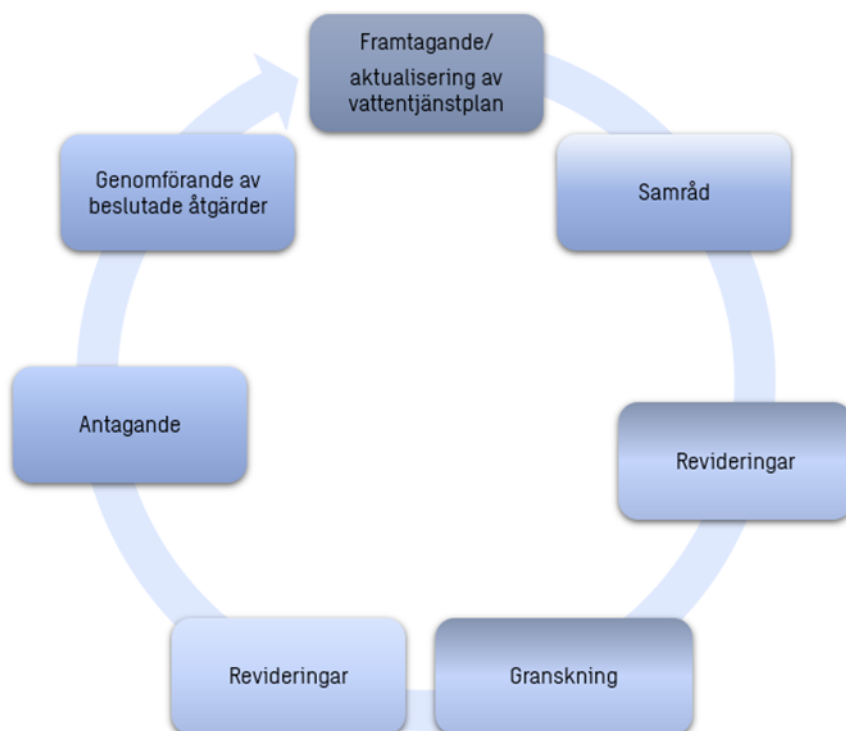 Framtagande/
aktualisering av
vattentjänstplan
Samråd
Revideringar
Granskning
Revideringar
Antagande
Genomförande av
beslutade åtgärder